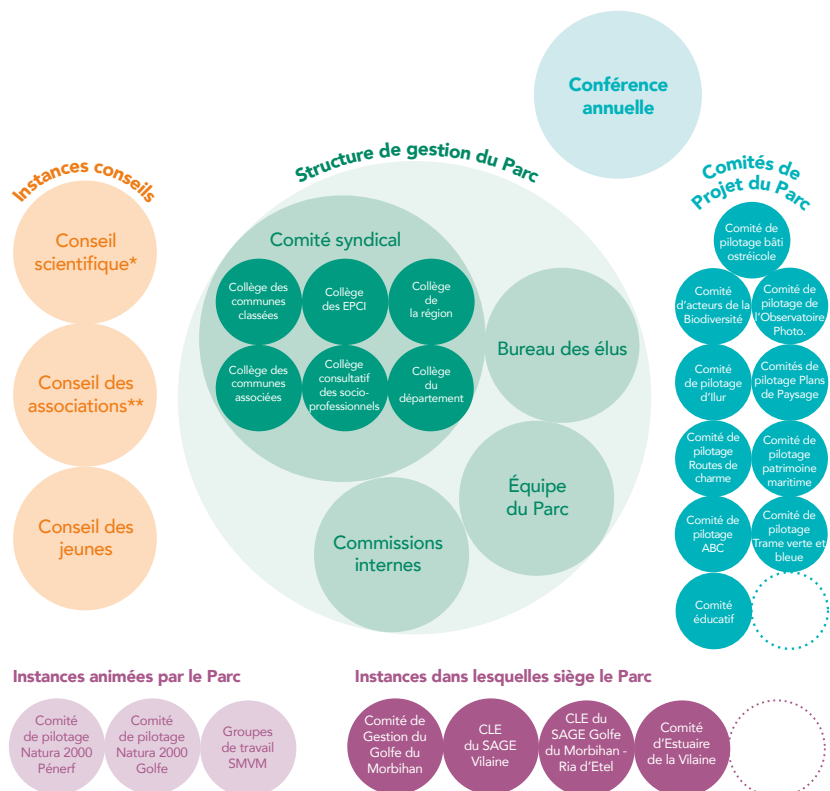 Conférence
annuelle
Instances conseils
Conseil
scientifique*
Conseil des
associations**
Conseil des
jeunes
Structure de gestion du Parc
Comité syndical
Collège des
communes
classées
Collège
des EPCI
Collège
de
la région
Collège des
communes
associées
Collège
consultatif
des socio-
professionnels
Collège
du
département
Bureau des élus
Équipe
du Parc
Commissions
internes
Comités de
Projet du Parc
Comité de
pilotage bâti
ostréicole
Comité
d'acteurs de la
Biodiversité
Comité de
pilotage de
l'Observatoire
Photo.
Comité
de pilotage
d'Ilur
Comités de
pilotage Plans
de Paysage
Comité de
pilotage
Routes de
charme
Comité de
pilotage
patrimoine
maritime
Comité de
pilotage
ABC
Comité de
pilotage
Trame verte et
bleue
Comité
éducatif
Instances animées par le Parc
Comité
de pilotage
Natura 2000
Pénerf
Comité
de pilotage
Natura 2000
Golfe
Groupes
de travail
SMVM
Instances dans lesquelles siège le Parc
Comité de
Gestion du
Golfe du
Morbihan
CLE
du SAGE
Vilaine
CLE du
SAGE Golfe
du Morbihan -
Ria d'Etel
Comité
d'Estuaire
de la Vilaine